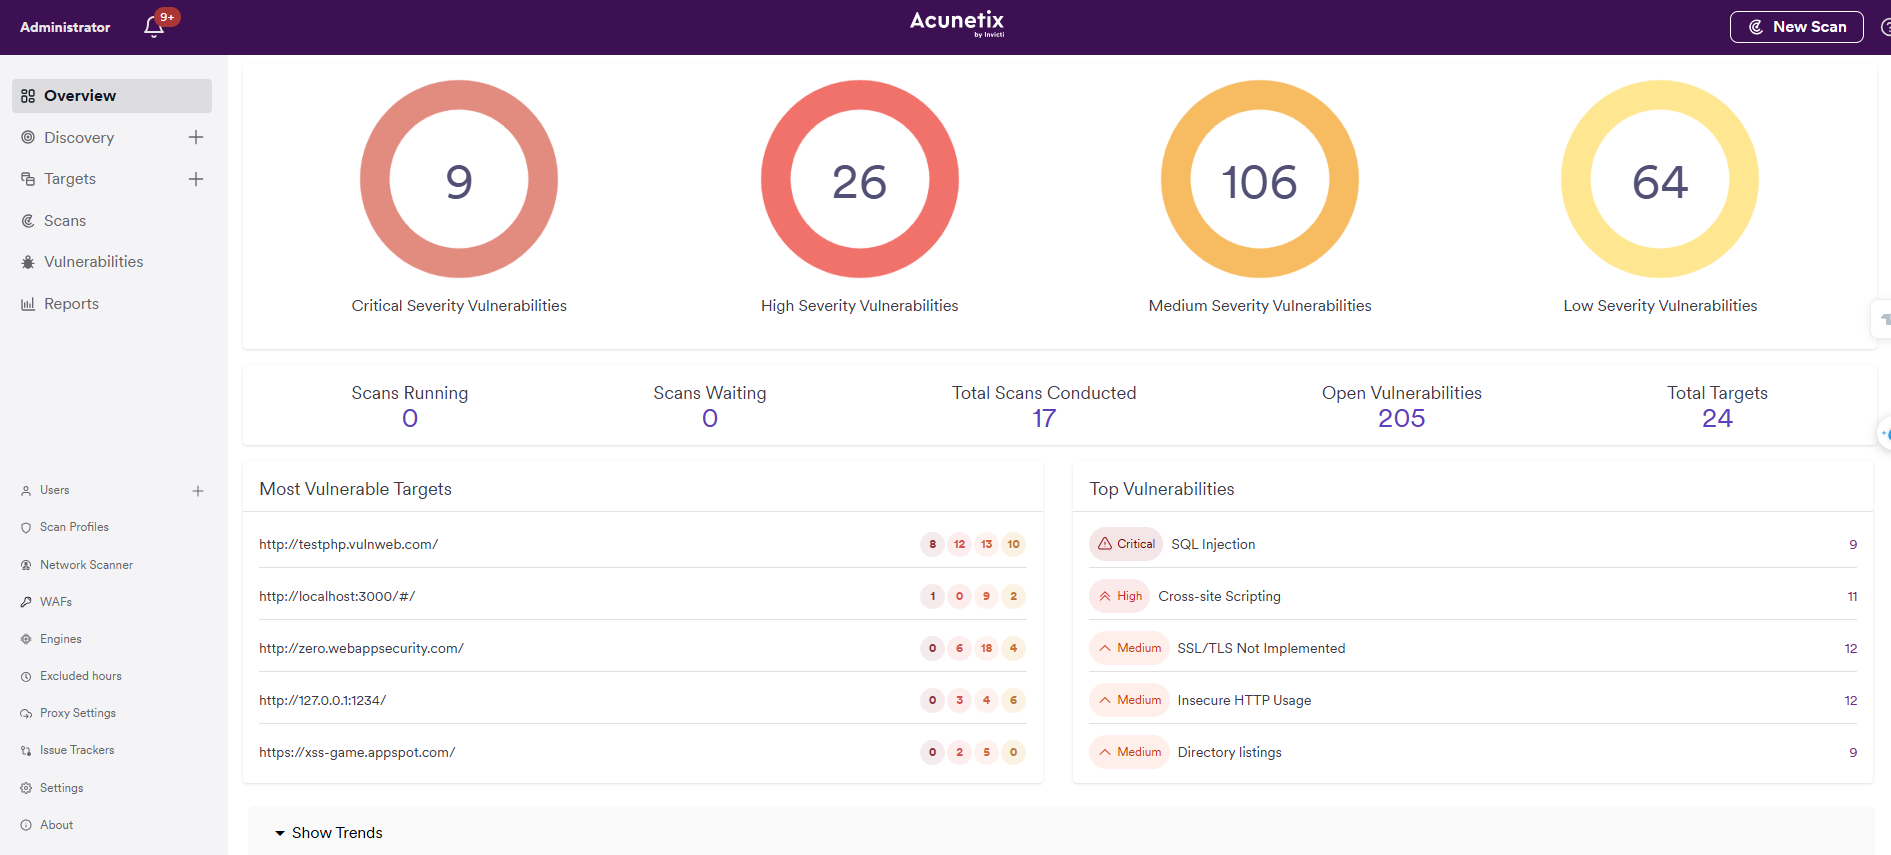 Administrator
9+
Acunetix
by Invicti
New Scan
Overview
Discovery
Targets
Scans
Vulnerabilities
Reports
Users
Scan Profiles
Network Scanner
WAFs
Engines
Excluded hours
Proxy Settings
Issue Trackers
Settings
About
9
Critical Severity Vulnerabilities
26
High Severity Vulnerabilities
106
Medium Severity Vulnerabilities
64
Low Severity Vulnerabilities
Scans Running
0
Scans Waiting
0
Total Scans Conducted
17
Open Vulnerabilities
205
Total Targets
24
Most Vulnerable Targets
http://testphp.vulnweb.com/ 8 12 13 10
http://localhost:3000/#/ 1 0 9 2
http://zero.webappsecurity.com/ 0 6 18 4
http://127.0.0.1:1234/ 0 3 4 6
https://xss-game.appspot.com/ 0 2 5 0
Top Vulnerabilities
Critical SQL Injection 9
High Cross-site Scripting 11
Medium SSL/TLS Not Implemented 12
Medium Insecure HTTP Usage 12
Medium Directory listings 9
Show Trends